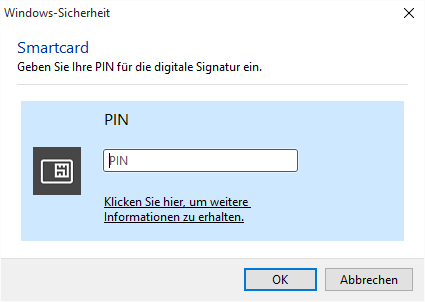 Windows-Sicherheit
Smartcard
Geben Sie Ihre PIN für die digitale Signatur ein.
PIN
PIN
Klicken Sie hier, um weitere
Informationen zu erhalten.
OK
Abbrechen